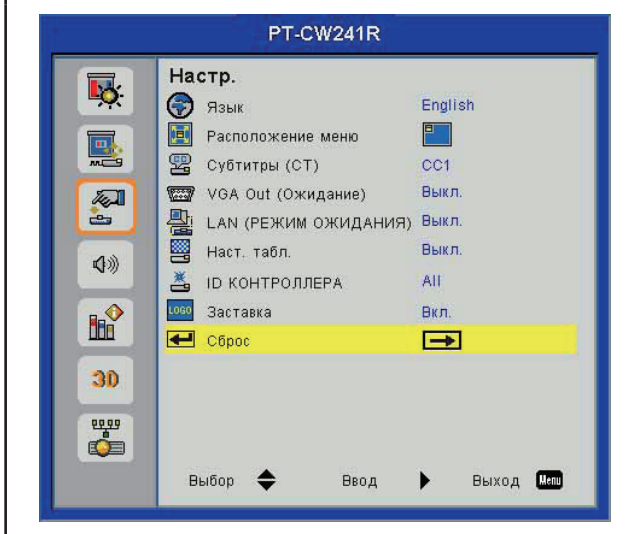 PT-CW241R
Настр.
Язык English
Расположение меню
Субтитры (CT) CC1
VGA Out (Ожидание) Выкл.
LAN (РЕЖИМ ОЖИДАНИЯ) Выкл.
Наст. табл. Выкл.
ID КОНТРОЛЛЕРА All
LOGO Заставка Вкл.
Сброс
3D
Выбор Ввод Выход Menu